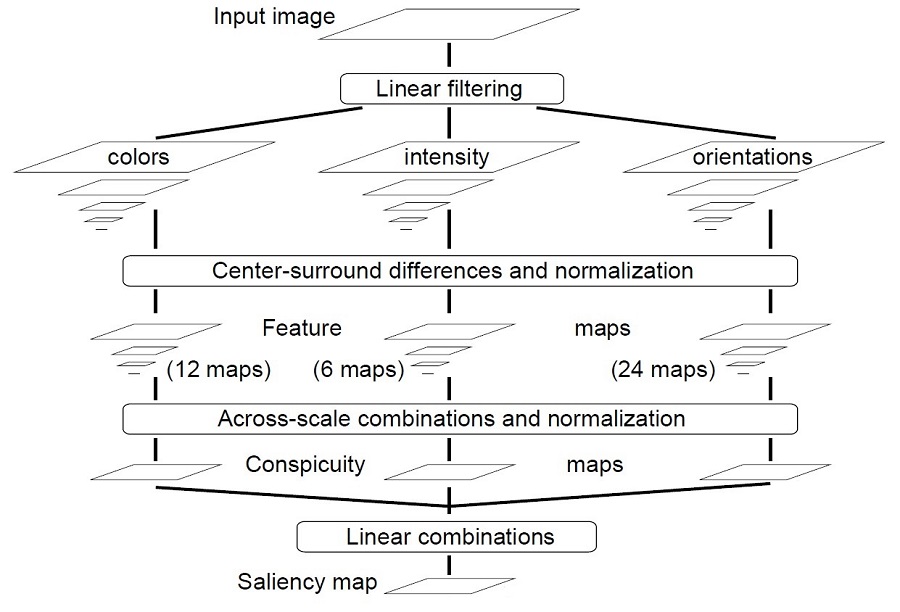 Input image
Linear filtering
colors intensity orientations
Center-surround differences and normalization
Feature maps
(12 maps) (6 maps) (24 maps)
Across-scale combinations and normalization
Conspicuity maps
Linear combinations
Saliency map